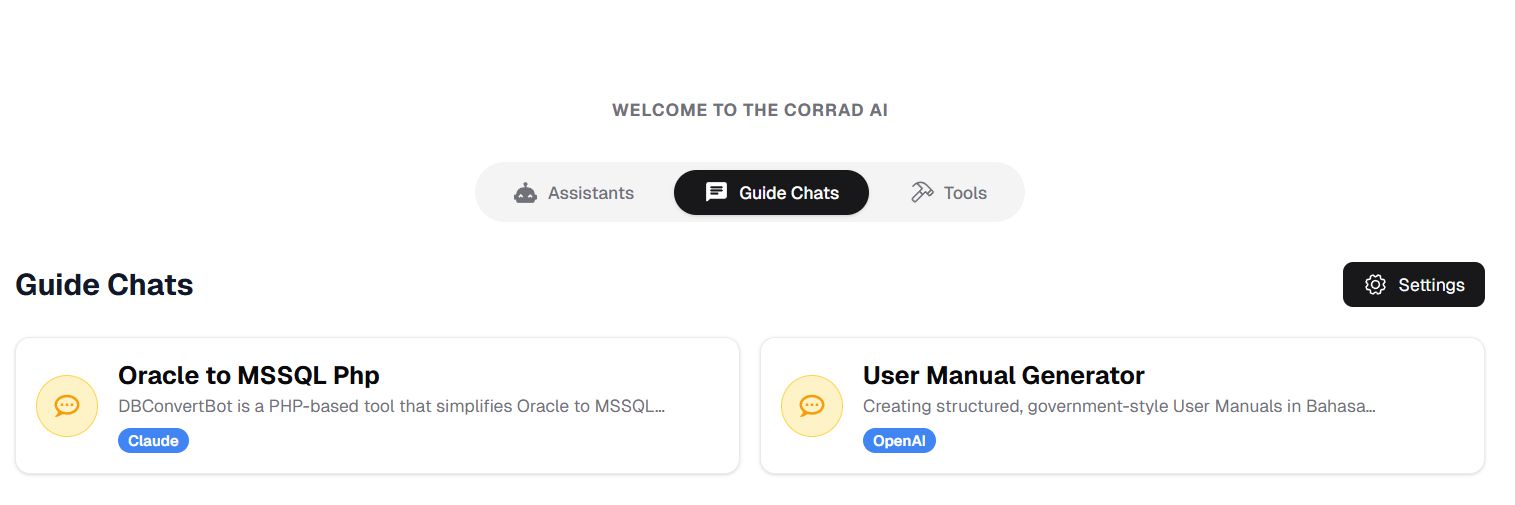 WELCOME TO THE CORRAD AI
Assistants
Guide Chats
Tools
Guide Chats
Settings
Oracle to MSSQL Php
DBConvertBot is a PHP-based tool that simplifies Oracle to MSSQL...
Claude
User Manual Generator
Creating structured, government-style User Manuals in Bahasa...
OpenAI